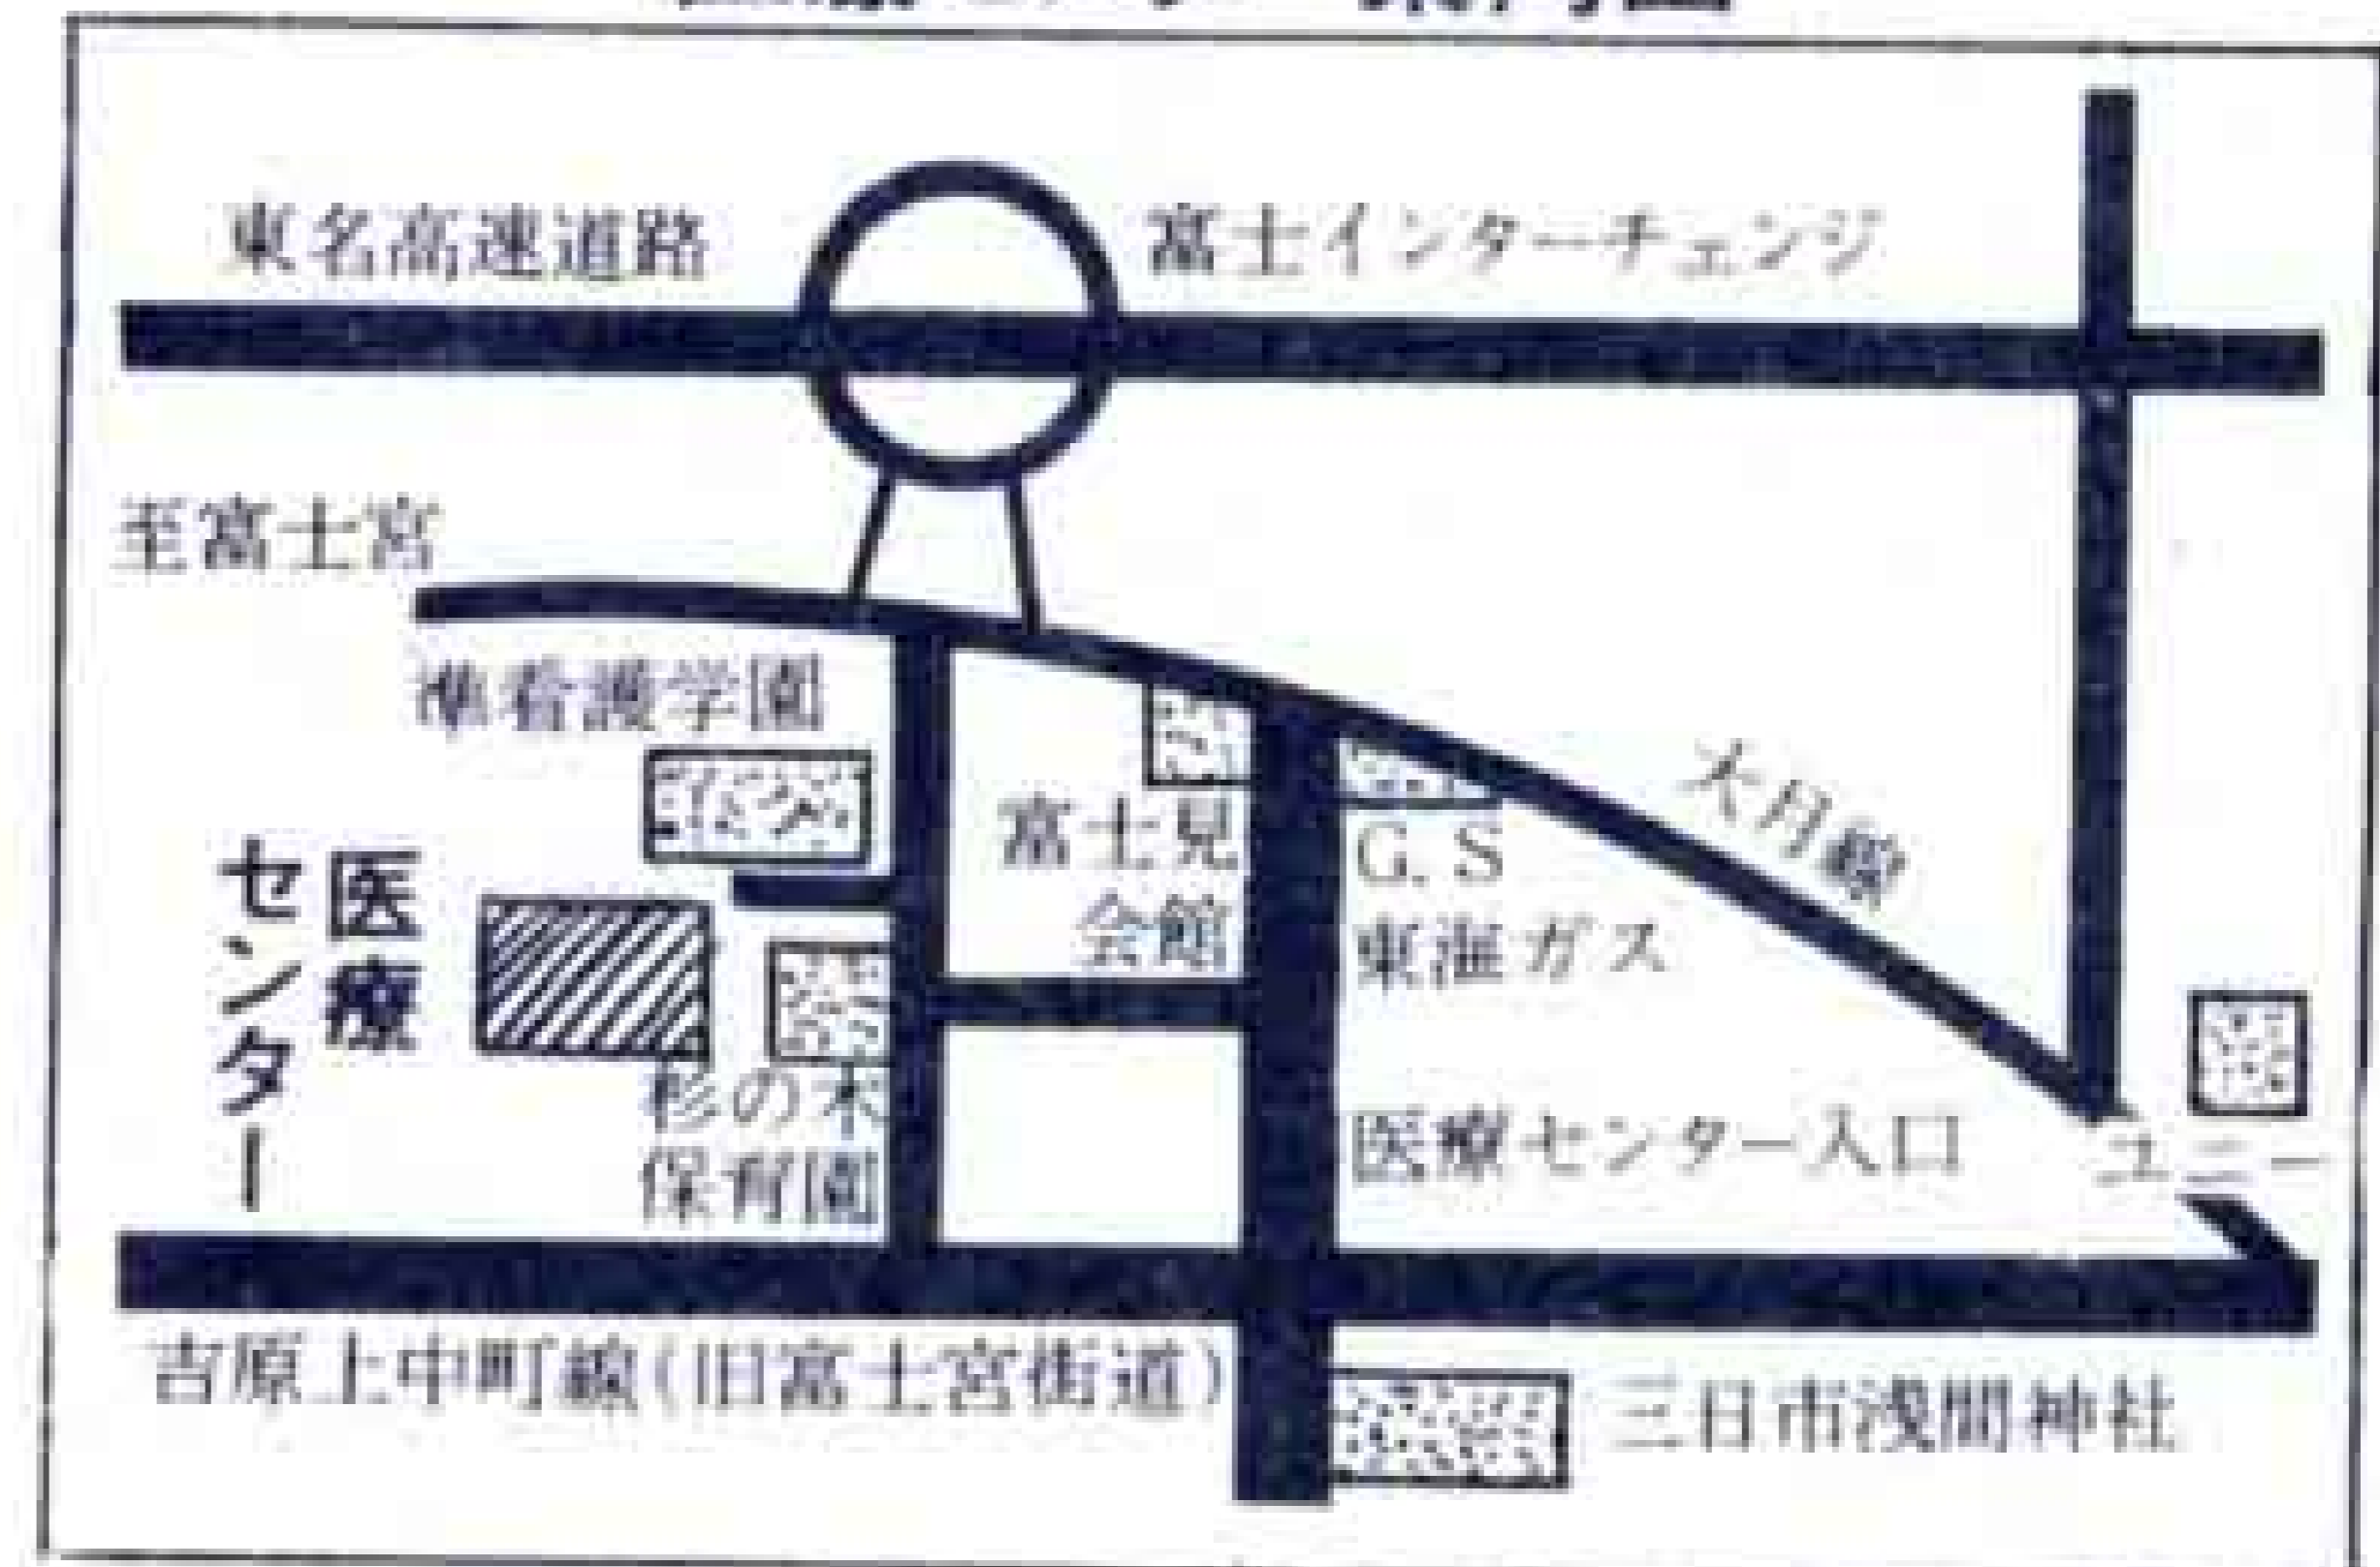 東名高速道路
富士インターチェンジ
至富士宮
準看護学園
大月線
富士見
会館
G.S
東海ガス
医療
センター
杉の木
保育園
医療センター入口
ユニー
吉原上中町線(旧富士宮街道)
三日市浅間神社